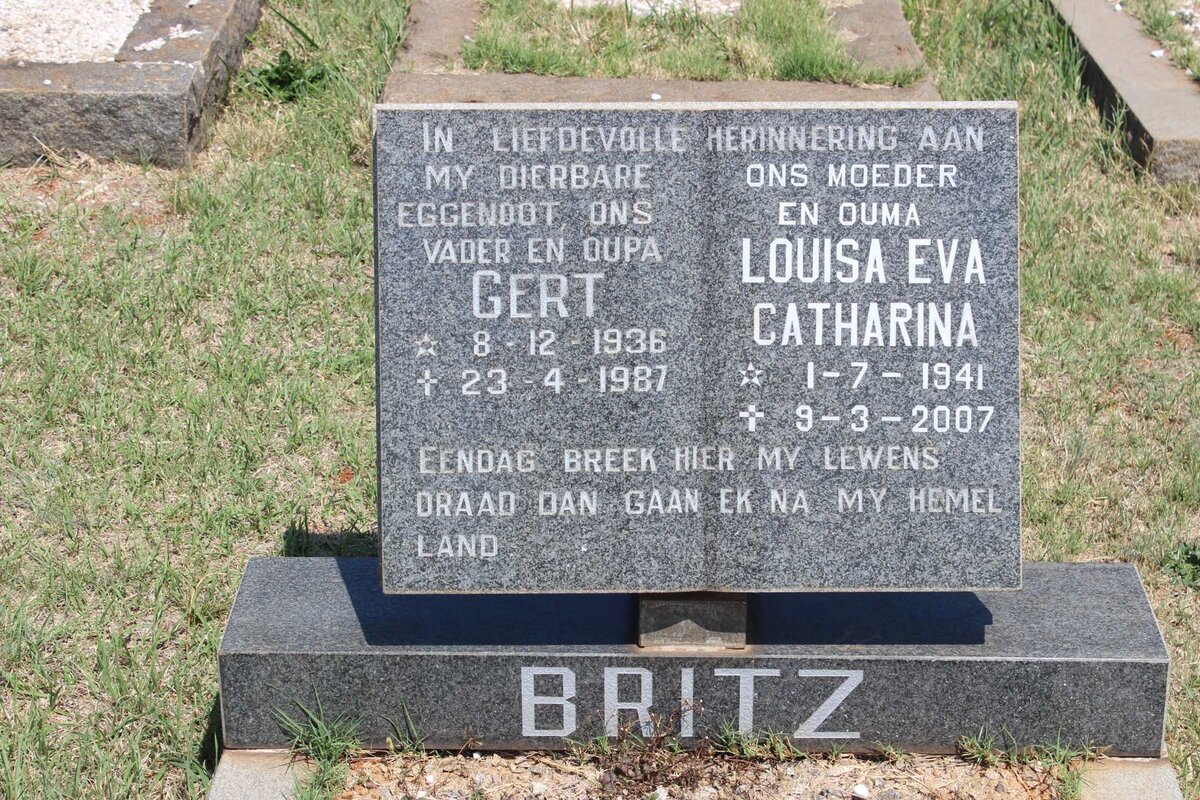 IN LIEFDEVOLLE HERINNERING AAN
MY DIERBARE
EGGENOOT, ONS
VADER EN OUPA
GERT
☆ 8-12-1936
✝ 23-4-1987
ONS MOEDER
EN OUMA
LOUISA EVA
CATHARINA
☆ 1-7-1941
✝ 9-3-2007
EENDAG BREEK HIER MY LEWENS
DRAAD DAN GAAN EK NA MY HEMEL
LAND.
BRITZ